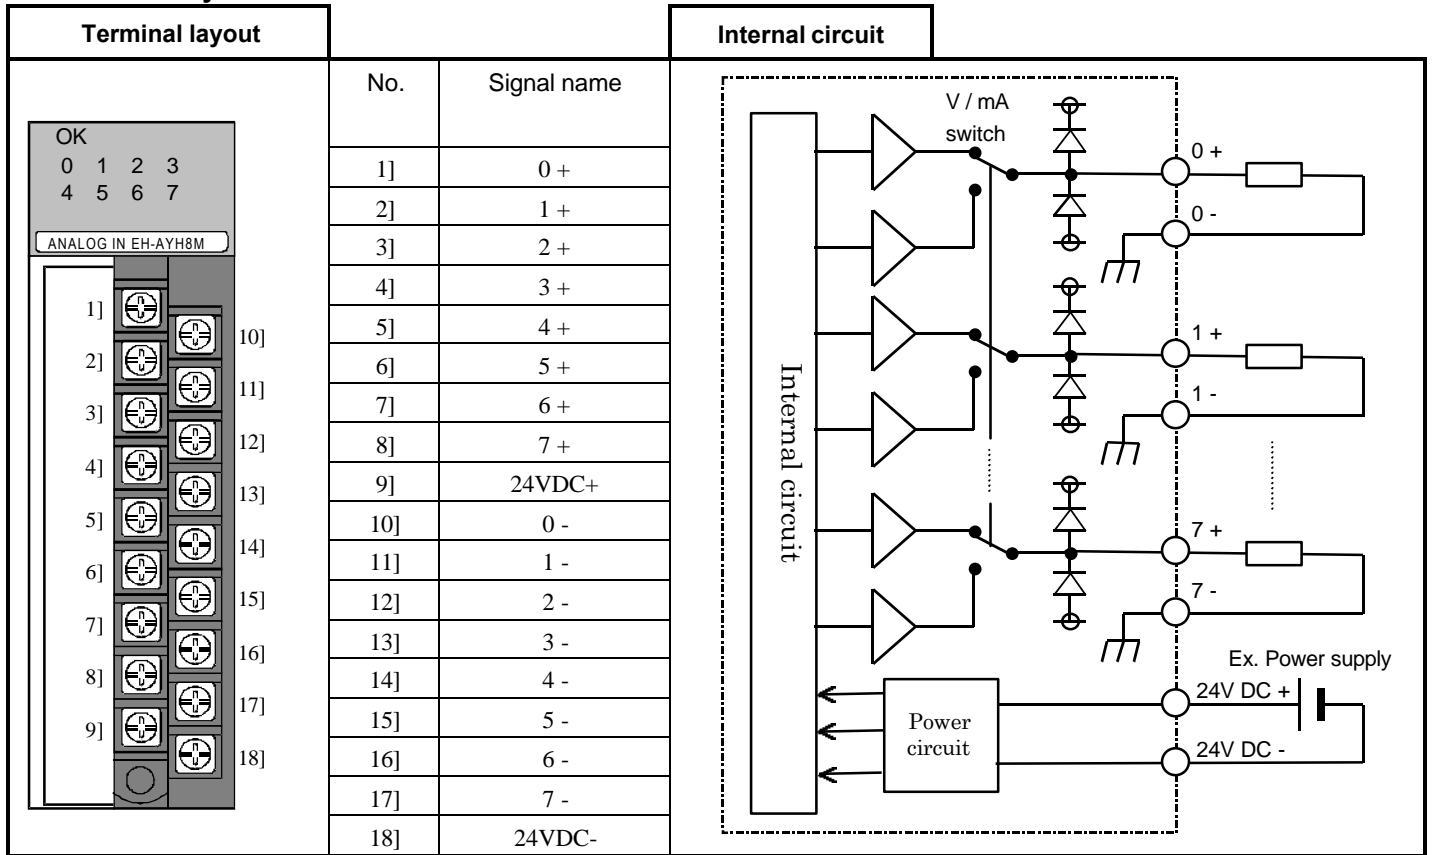 Terminal layout
Internal circuit
OK
0 1 2 3
4 5 6 7
ANALOG IN EH-AYH8M
1]
2]
3]
4]
5]
6]
7]
8]
9]
10]
11]
12]
13]
14]
15]
16]
17]
18]
No. Signal name
1] 0 +
2] 1 +
3] 2 +
4] 3 +
5] 4 +
6] 5 +
7] 6 +
8] 7 +
9] 24VDC+
10] 0 -
11] 1 -
12] 2 -
13] 3 -
14] 4 -
15] 5 -
16] 6 -
17] 7 -
18] 24VDC-
Internal circuit
V / mA
switch
0 +
0 -
1 +
1 -
7 +
7 -
Ex. Power supply
24V DC +
24V DC -
Power
circuit